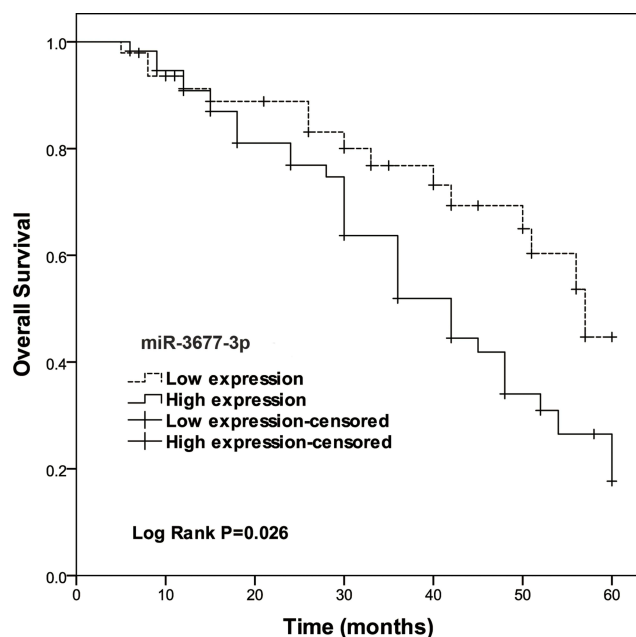 Overall Survival
1.0
0.8
0.6
0.4
0.2
0.0
miR-3677-3p
Low expression
High expression
Low expression-censored
High expression-censored
Log Rank P=0.026
0 10 20 30 40 50 60
Time (months)